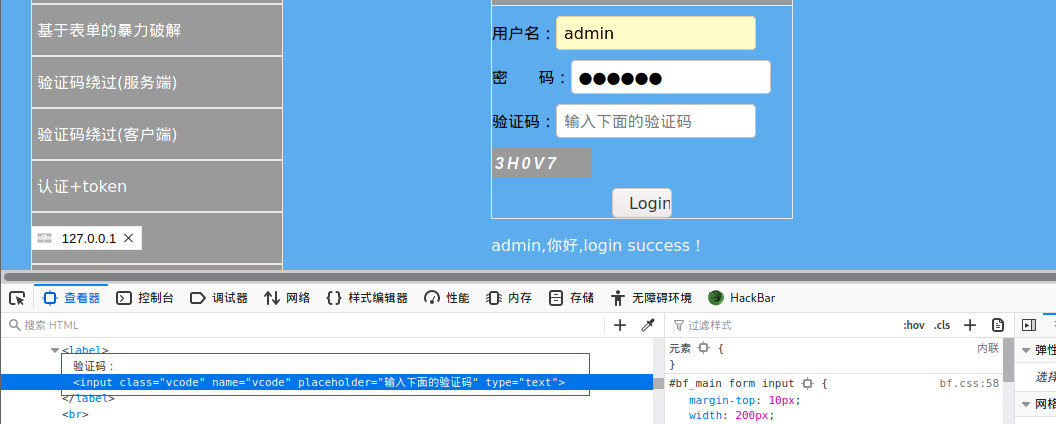 基于表单的暴力破解
验证码绕过(服务端)
验证码绕过(客户端)
认证+token
127.0.0.1
用户名：admin
密　　码：●●●●●●
验证码：输入下面的验证码
3H0V7
Login
admin,你好,login success！
查看器 控制台 调试器 网络 样式编辑器 性能 内存 存储 无障碍环境 HackBar
搜索 HTML
<label>
验证码：
<input class="vcode" name="vcode" placeholder="输入下面的验证码" type="text">
</label>
<br>
过滤样式 :hov .cls
元素 { 内联
}
#bf_main form input { bf.css:58
margin-top: 10px;
width: 200px;
弹性
选择
网格